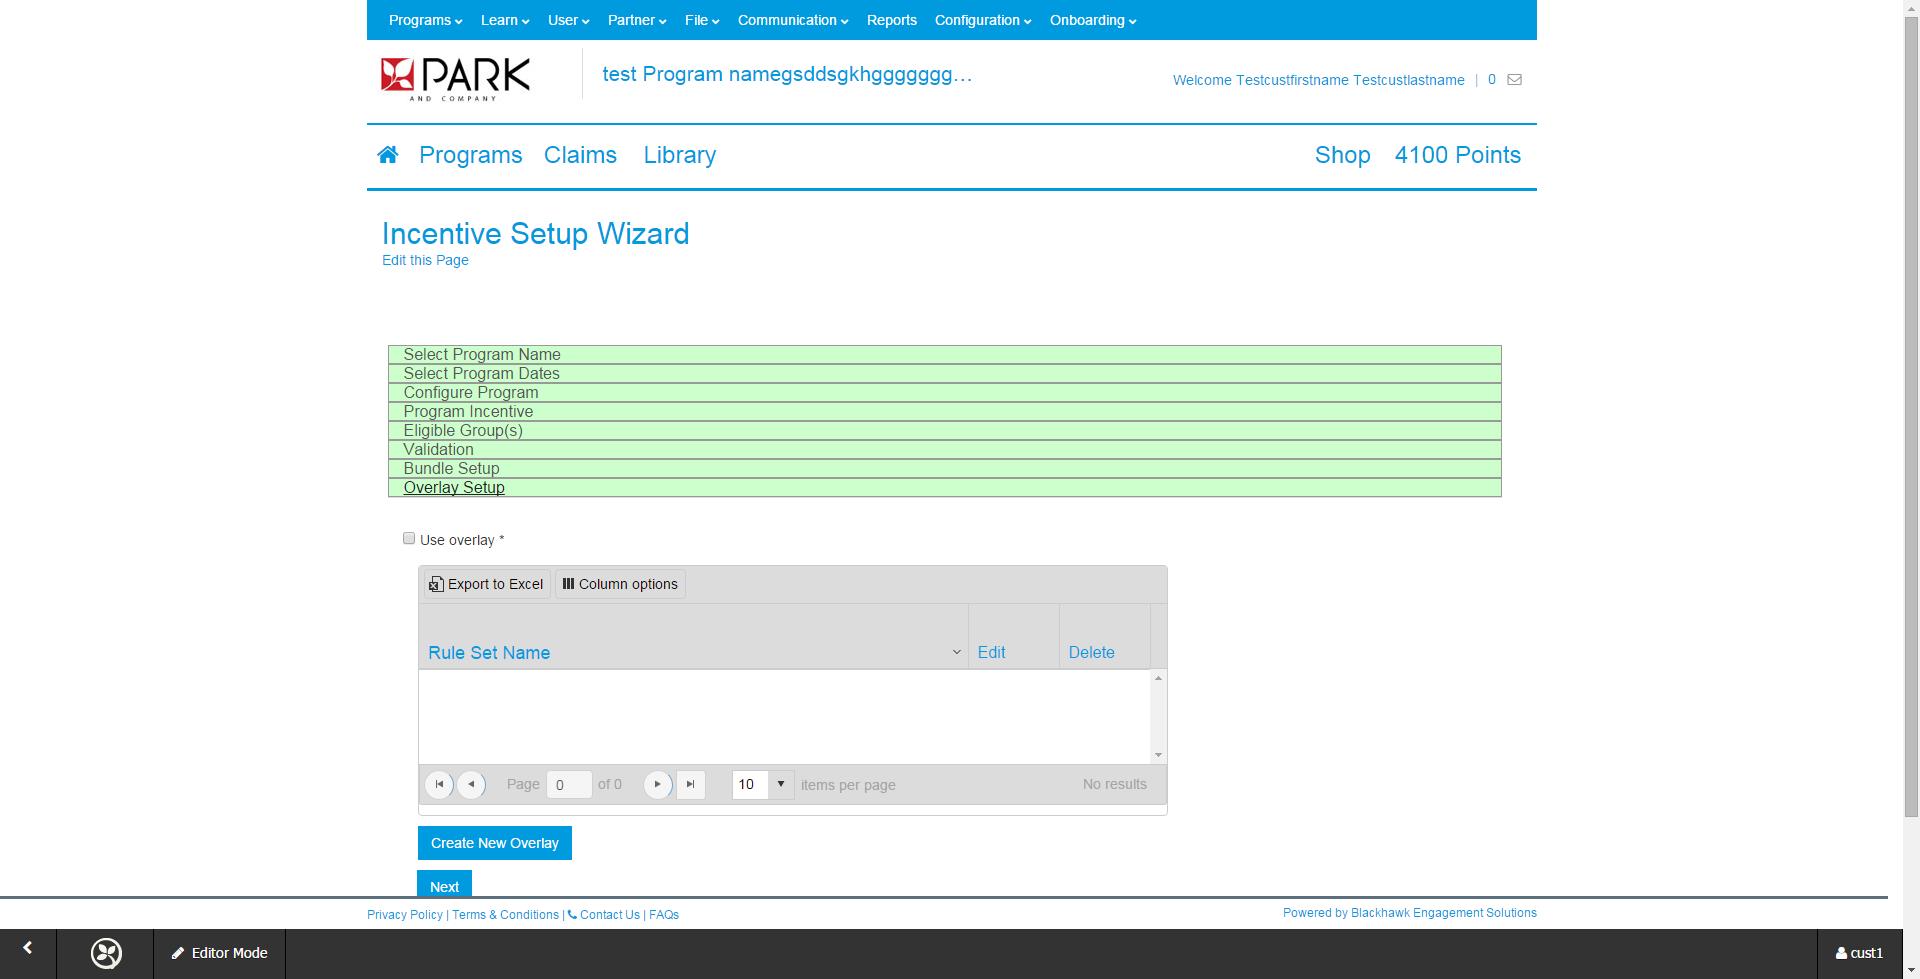 Programs Learn User Partner File Communication Reports Configuration Onboarding
PARK
AND COMPANY
test Program namegsddsgkhggggggg...
Welcome Testcustfirstname Testcustlastname | 0
Programs Claims Library Shop 4100 Points
Incentive Setup Wizard
Edit this Page
Select Program Name
Select Program Dates
Configure Program
Program Incentive
Eligible Group(s)
Validation
Bundle Setup
Overlay Setup
Use overlay *
Export to Excel Column options
Rule Set Name Edit Delete
Page 0 of 0 10 items per page No results
Create New Overlay
Next
Privacy Policy | Terms & Conditions | Contact Us | FAQs
Powered by Blackhawk Engagement Solutions
Editor Mode cust1